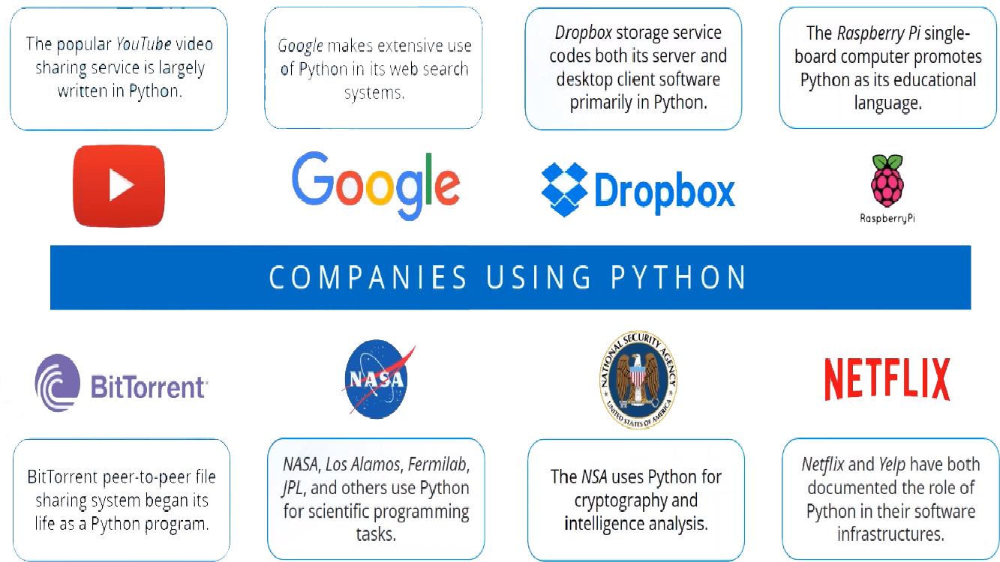 The popular YouTube video
sharing service is largely
written in Python.
Google makes extensive use
of Python in its web search
systems.
Dropbox storage service
codes both its server and
desktop client software
primarily in Python.
The Raspberry Pi single-
board computer promotes
Python as its educational
language.
Google
Dropbox
RaspberryPi
COMPANIES USING PYTHON
BitTorrent
NASA
NATIONAL SECURITY AGENCY
UNITED STATES OF AMERICA
NETFLIX
BitTorrent peer-to-peer file
sharing system began its
life as a Python program.
NASA, Los Alamos, Fermilab,
JPL, and others use Python
for scientific programming
tasks.
The NSA uses Python for
cryptography and
intelligence analysis.
Netflix and Yelp have both
documented the role of
Python in their software
infrastructures.